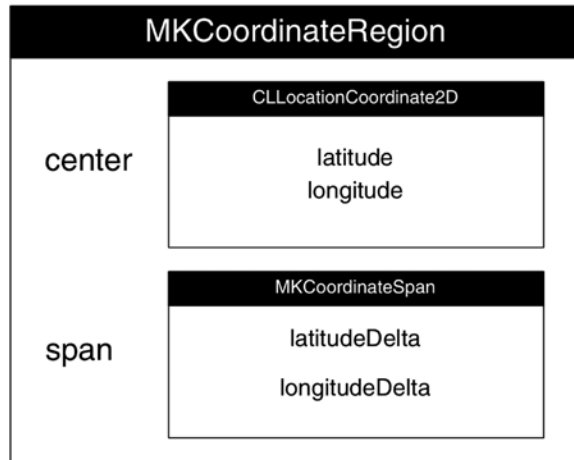 MKCoordinateRegion
CLLocationCoordinate2D
center
latitude
longitude
MKCoordinateSpan
span
latitudeDelta
longitudeDelta